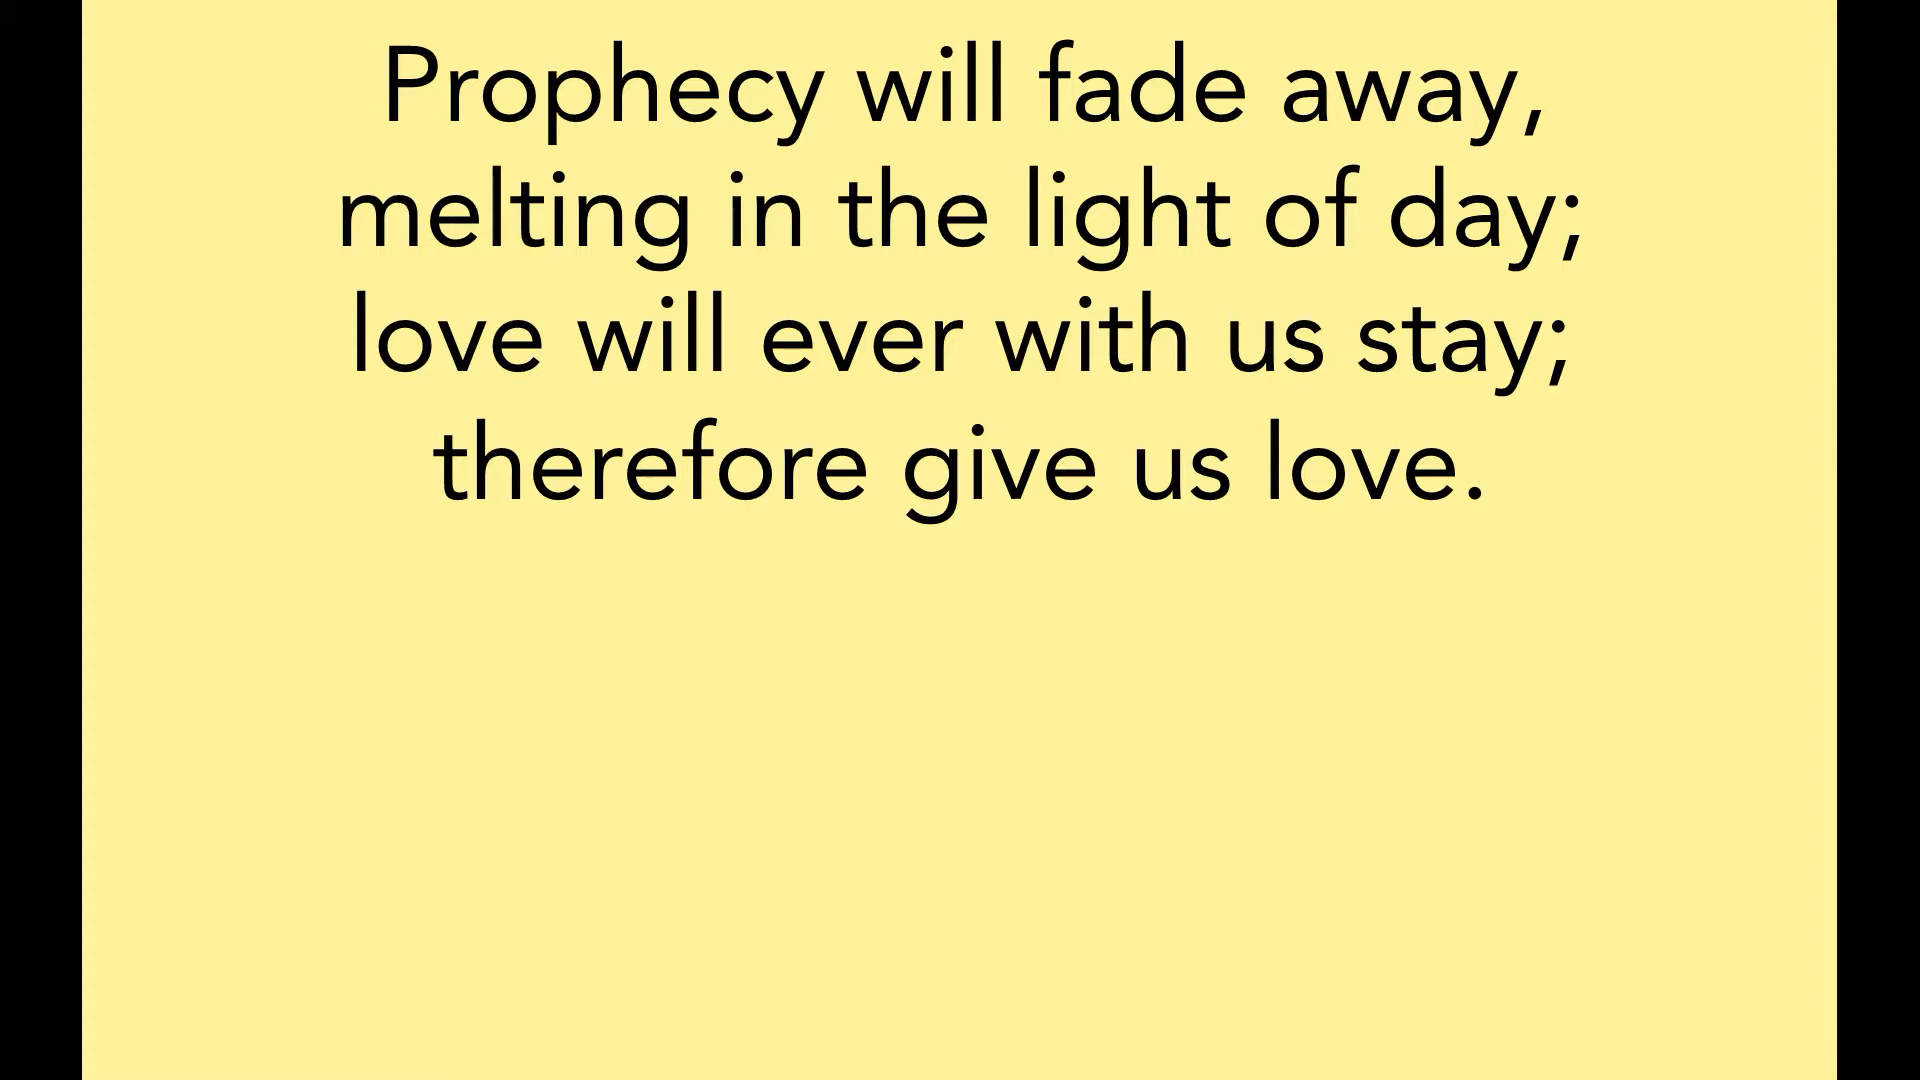 Prophecy will fade away,
melting in the light of day;
love will ever with us stay;
therefore give us love.